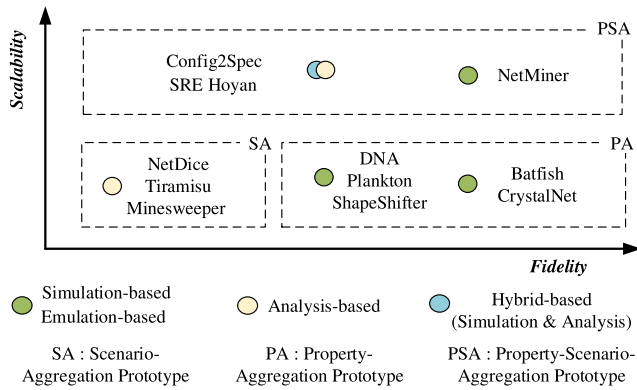 Scalability
PSA
Config2Spec
SRE Hoyan
NetMiner
SA
PA
NetDice
Tiramisu
Minesweeper
DNA
Plankton
ShapeShifter
Batfish
CrystalNet
Fidelity
Simulation-based
Emulation-based
Analysis-based
Hybrid-based
(Simulation & Analysis)
SA : Scenario-
Aggregation Prototype
PA : Property-
Aggregation Prototype
PSA : Property-Scenario-
Aggregation Prototype